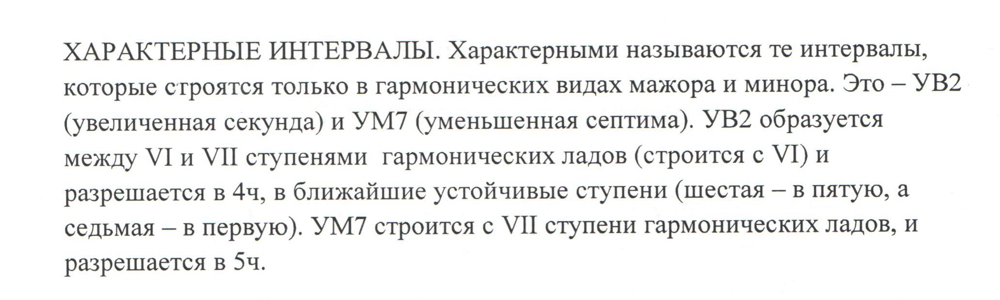 ХАРАКТЕРНЫЕ ИНТЕРВАЛЫ. Характерными называются те интервалы,
которые строятся только в гармонических видах мажора и минора. Это – УВ2
(увеличенная секунда) и УМ7 (уменьшенная септима). УВ2 образуется
между VI и VII ступенями  гармонических ладов (строится с VI) и
разрешается в 4ч, в ближайшие устойчивые ступени (шестая – в пятую, а
седьмая – в первую). УМ7 строится с VII ступени гармонических ладов, и
разрешается в 5ч.